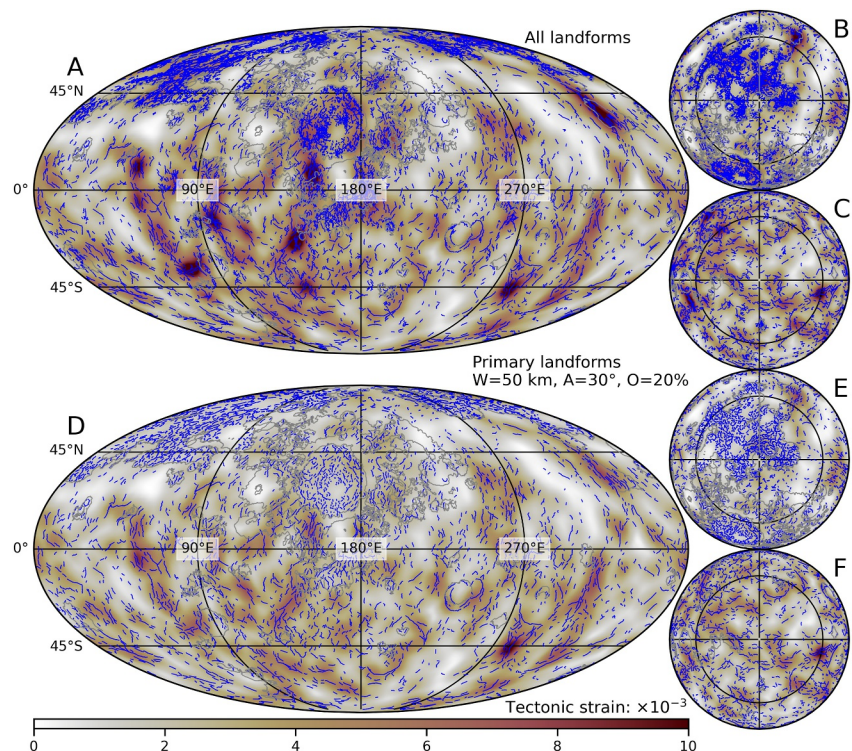 All landforms
A
B
45°N
0°
90°E
180°E
270°E
C
45°S
Primary landforms
W=50 km, A=30°, O=20%
D
E
45°N
0°
90°E
180°E
270°E
F
45°S
Tectonic strain: ×10⁻³
0 2 4 6 8 10